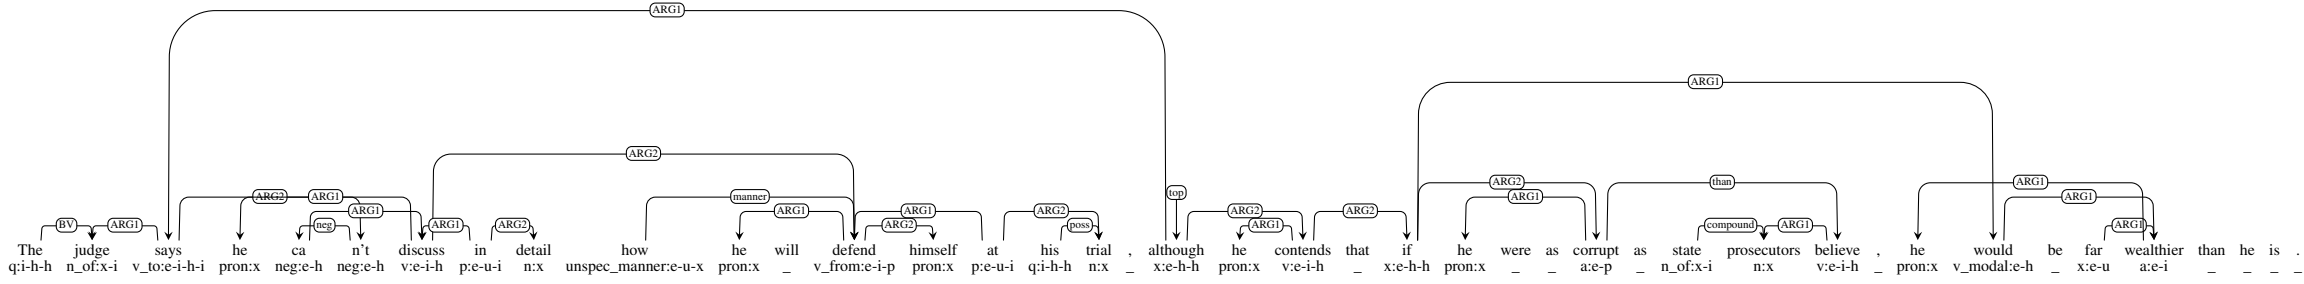 ARG1
ARG1
ARG2
top than ARG2 ARG1
ARG2 ARG1 manner ARG1 ARG1
BV ARG1 neg ARG1 ARG1 ARG2 ARG1 ARG2 ARG1 ARG2 poss ARG2 ARG1 ARG2 compound ARG1 ARG1
The judge says he ca n't discuss in detail how he will defend himself at his trial , although he contends that if he were as corrupt as state prosecutors believe , he would be far wealthier than he is .
q:i-h-h n_of:x-i v_to:e-i-h-i pron:x neg:e-h neg:e-h v:e-i-h p:e-u-i n:x unspec_manner:e-u-x pron:x _ v_from:e-i-p pron:x p:e-u-i q:i-h-h n:x _ x:e-h-h pron:x v:e-i-h _ x:e-h-h pron:x _ _ a:e-p _ n_of:x-i n:x v:e-i-h _ pron:x v_modal:e-h _ x:e-u a:e-i _ _ _ _